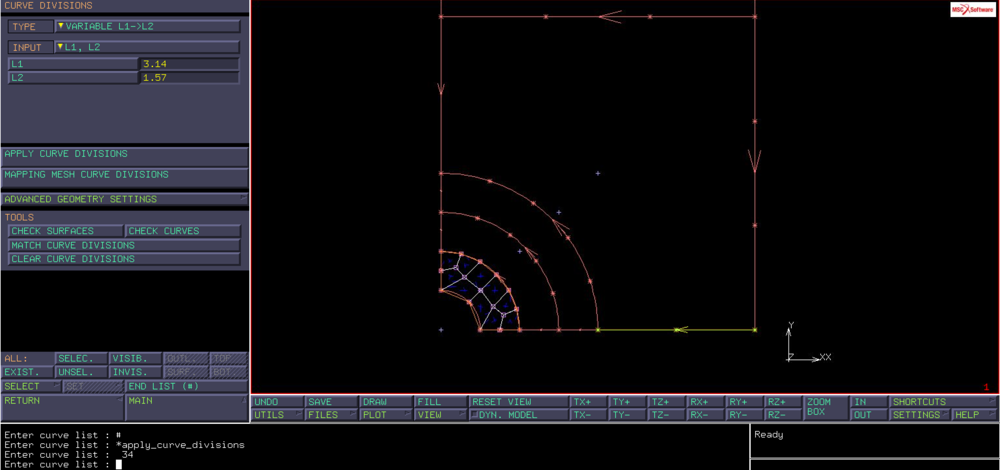 CURVE DIVISIONS
TYPE VARIABLE L1->L2
INPUT L1, L2
L1 3.14
L2 1.57
APPLY CURVE DIVISIONS
MAPPING MESH CURVE DIVISIONS
ADVANCED GEOMETRY SETTINGS
TOOLS
CHECK SURFACES CHECK CURVES
MATCH CURVE DIVISIONS
CLEAR CURVE DIVISIONS
ALL: SELEC. VISIB. OUTL. TOP
EXIST. UNSEL. INVIS. SURF. BOT.
SELECT SET END LIST (#)
RETURN MAIN
MSC Software
Y
Z XX
1
UNDO SAVE DRAW FILL RESET VIEW TX+ TY+ TZ+ RX+ RY+ RZ+ ZOOM BOX IN SHORTCUTS
UTILS FILES PLOT VIEW DYN. MODEL TX- TY- TZ- RX- RY- RZ- OUT SETTINGS HELP
Enter curve list : #
Enter curve list : *apply_curve_divisions
Enter curve list : 34
Enter curve list :
Ready